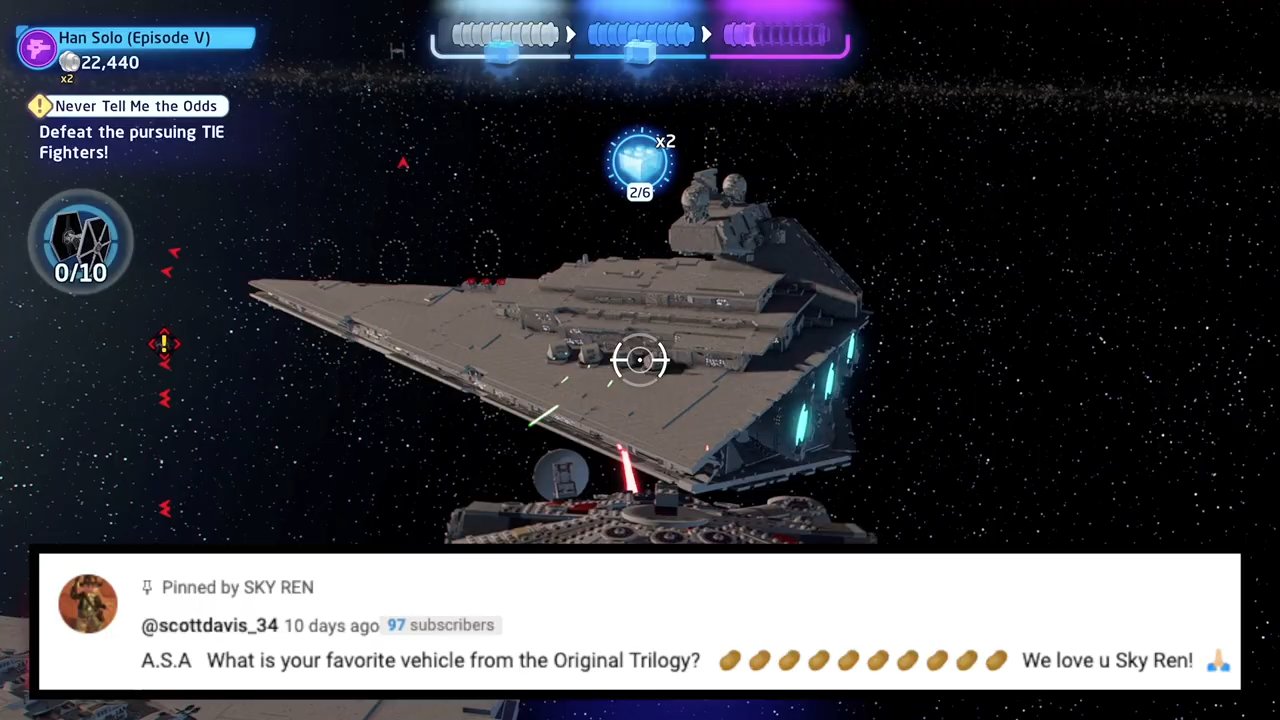 Han Solo (Episode V)
22,440
x2
Never Tell Me the Odds
Defeat the pursuing TIE
Fighters!
0/10
x2
2/6
Pinned by SKY REN
@scottdavis_34 10 days ago 97 subscribers
A.S.A What is your favorite vehicle from the Original Trilogy? 🥔🥔🥔🥔🥔🥔🥔🥔🥔🥔 We love u Sky Ren! 🙏